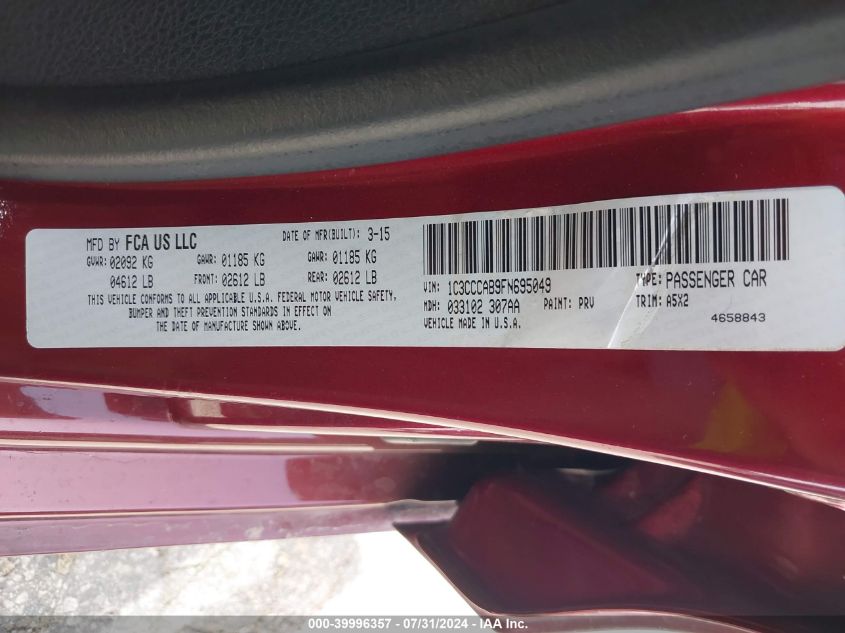 MFD BY FCA US LLC DATE OF MFR(BUILT): 3-15
GVWR: 02092 KG GAWR: 01185 KG GAWR: 01185 KG
04612 LB FRONT: 02612 LB REAR: 02612 LB
THIS VEHICLE CONFORMS TO ALL APPLICABLE U.S.A. FEDERAL MOTOR VEHICLE SAFETY,
BUMPER AND THEFT PREVENTION STANDARDS IN EFFECT ON
THE DATE OF MANUFACTURE SHOWN ABOVE.
VIN: 1C3CCCAB9FN695049 TYPE: PASSENGER CAR
MDH: 033102 307AA PAINT: PRV TRIM: A5X2
VEHICLE MADE IN U.S.A. 4658843
000-39996357 - 07/31/2024 - IAA Inc.